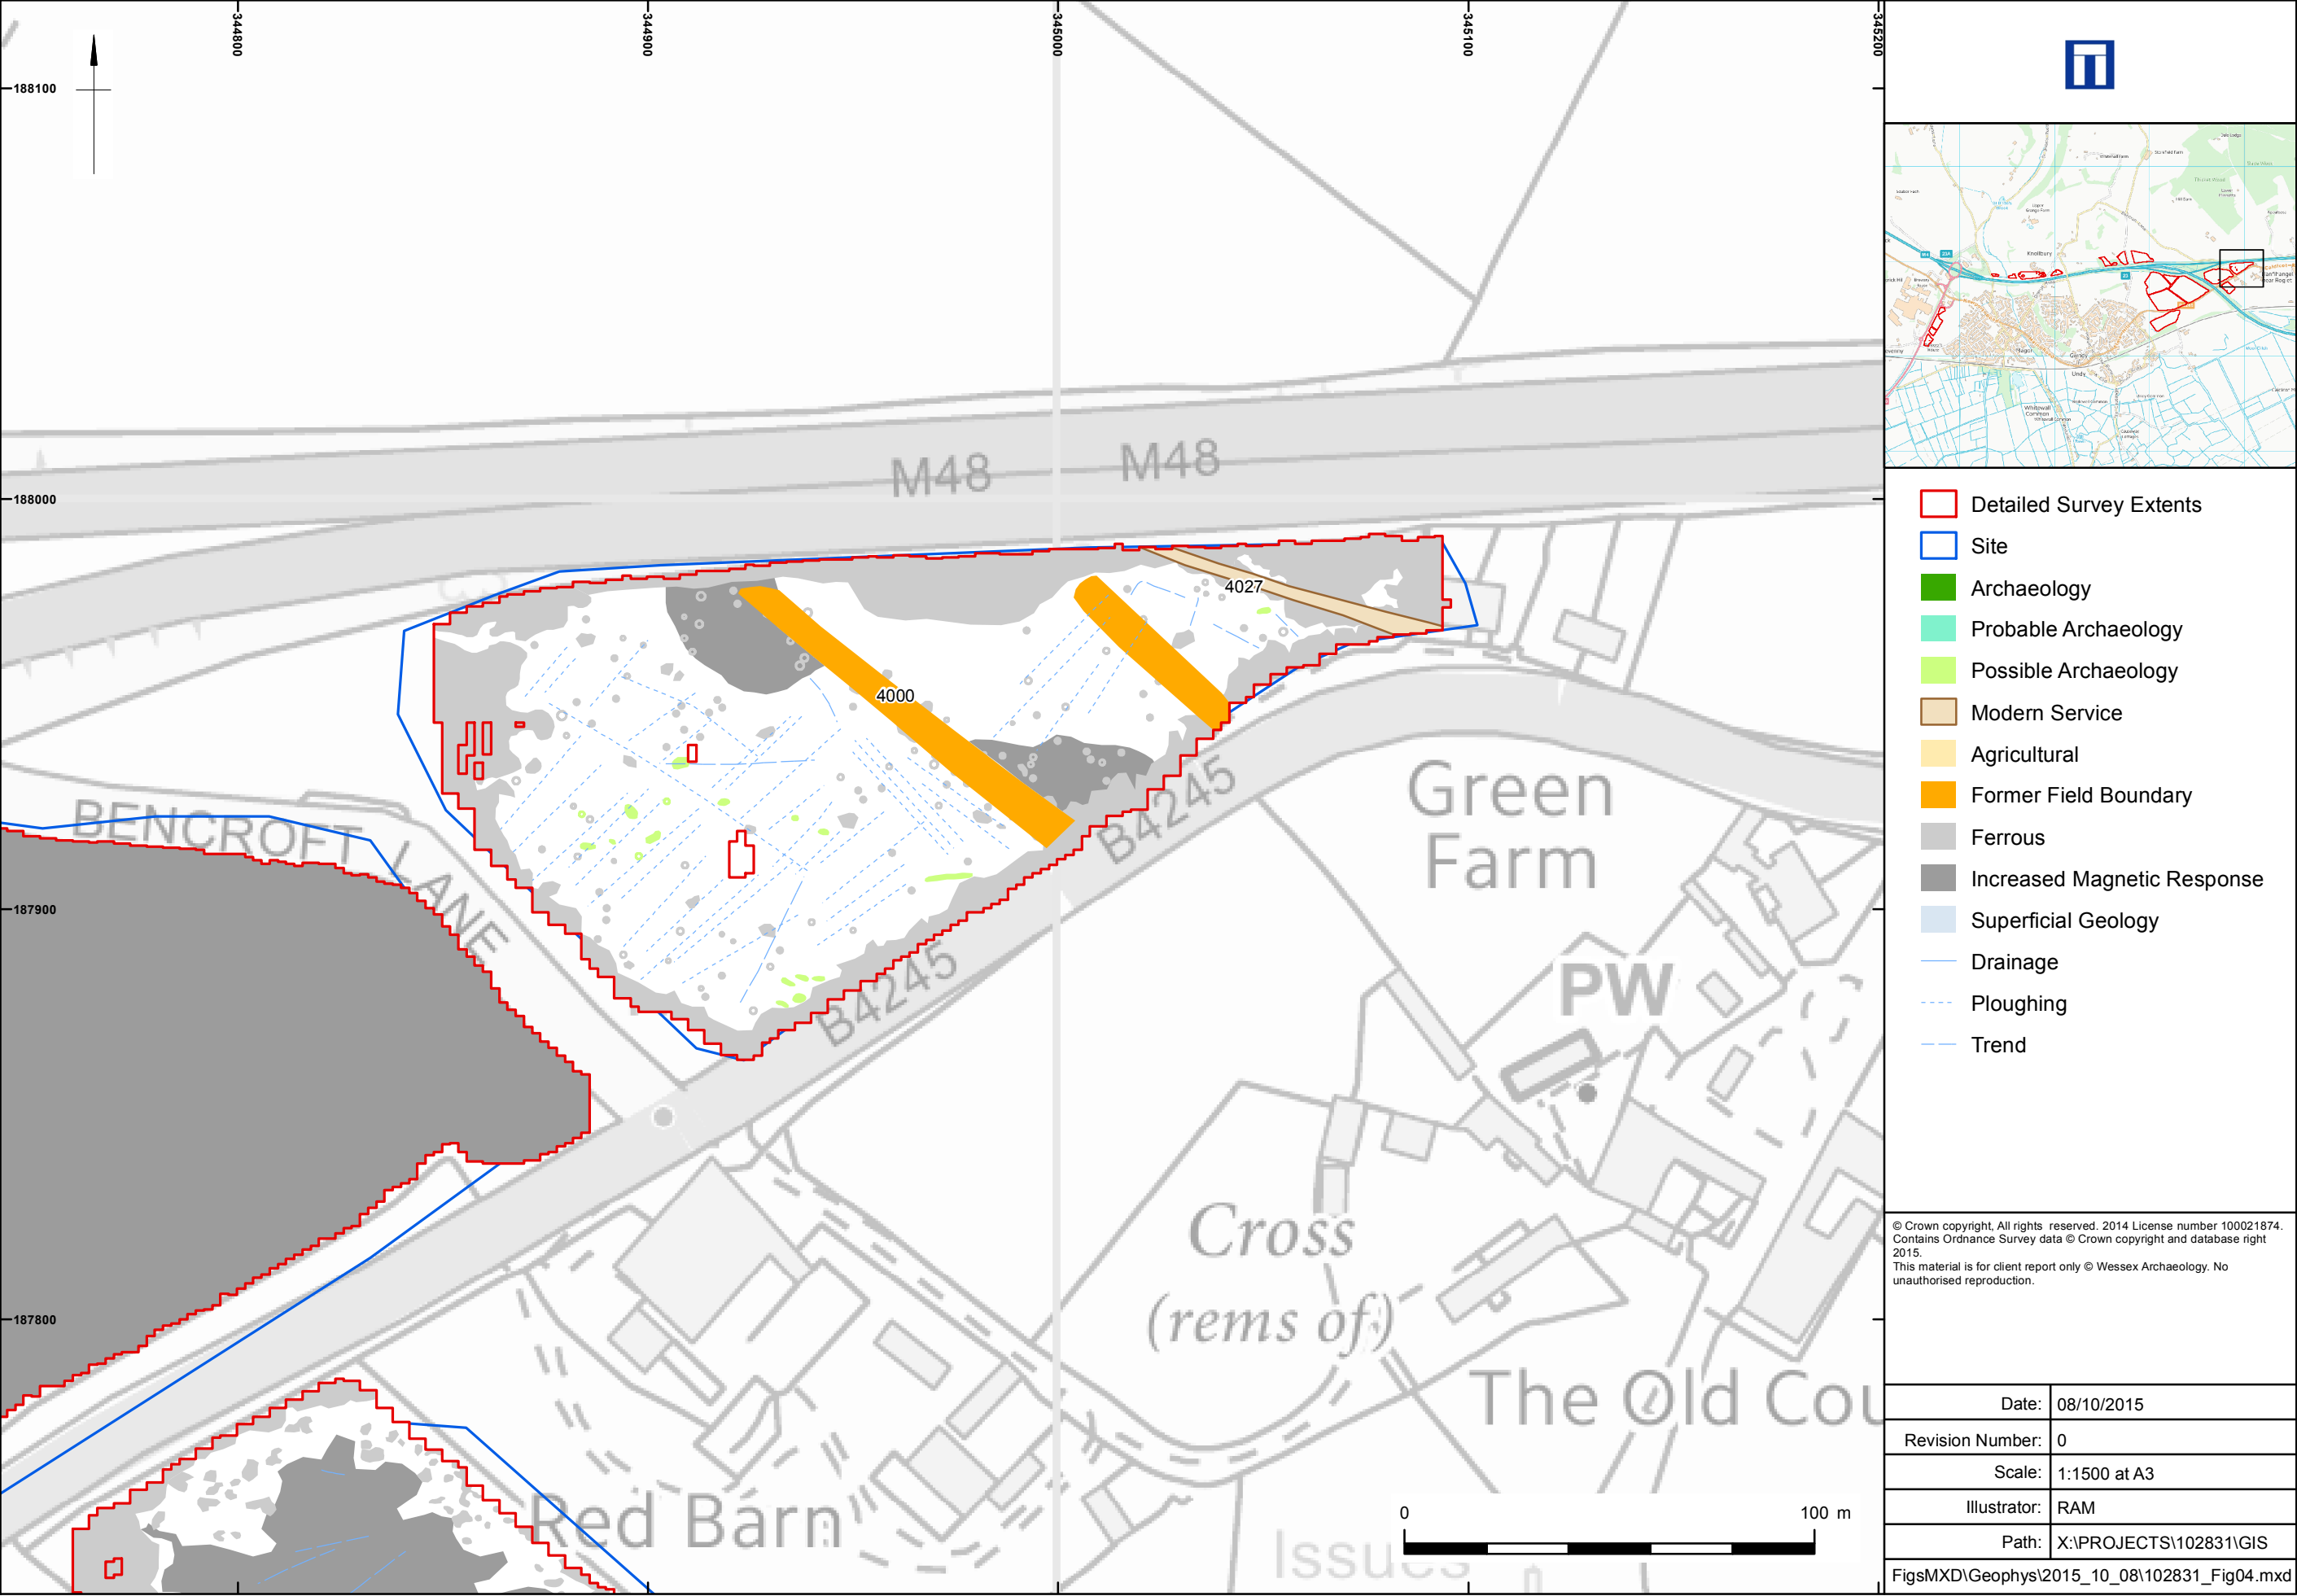 344800
344900
345000
345100
345200
188100
188000
187900
187800
M48
M48
4027
4000
BENCROFT LANE
B4245
B4245
Green
Farm
PW
Cross
(rems of)
The Old Cou
Red Barn
Issues
0 100 m
Knollbury
Magor
Undy
Whitewall
Common
Detailed Survey Extents
Site
Archaeology
Probable Archaeology
Possible Archaeology
Modern Service
Agricultural
Former Field Boundary
Ferrous
Increased Magnetic Response
Superficial Geology
Drainage
Ploughing
Trend
© Crown copyright, All rights reserved. 2014 License number 100021874.
Contains Ordnance Survey data © Crown copyright and database right
2015.
This material is for client report only © Wessex Archaeology. No
unauthorised reproduction.
Date: 08/10/2015
Revision Number: 0
Scale: 1:1500 at A3
Illustrator: RAM
Path: X:\PROJECTS\102831\GIS
FigsMXD\Geophys\2015_10_08\102831_Fig04.mxd